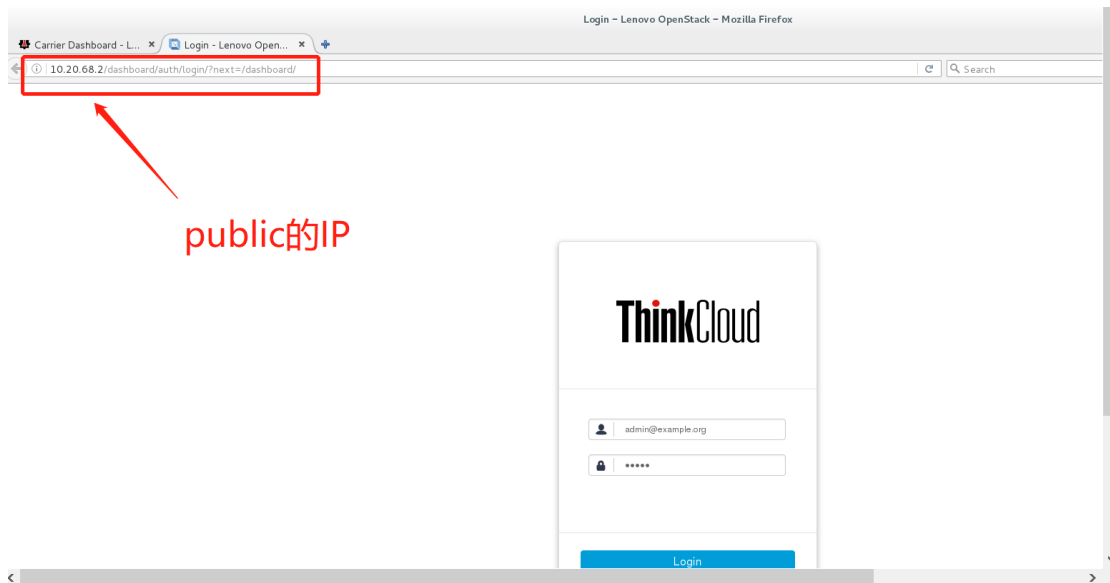 Login – Lenovo OpenStack – Mozilla Firefox
Carrier Dashboard - L... × Login - Lenovo Open... ×
10.20.68.2/dashboard/auth/login/?next=/dashboard/ Search
public的IP
ThinkCloud
admin@example.org
•••••
Login